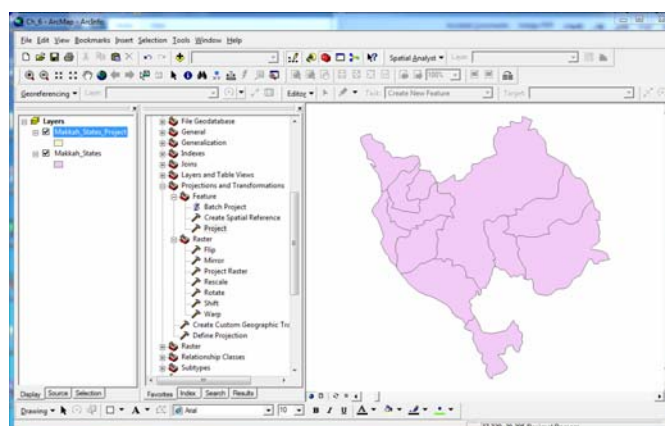 Ch_6 - ArcMap - ArcInfo
File Edit View Bookmarks Insert Selection Tools Window Help
Spatial Analyst Layer:
100%
Georeferencing Layer: Editor Task: Create New Feature Target:
Layers
Makkah_States_Project
Makkah_States
File Geodatabase
General
Generalization
Indexes
Joins
Layers and Table Views
Projections and Transformations
Feature
Batch Project
Create Spatial Reference
Project
Raster
Flip
Mirror
Project Raster
Rescale
Rotate
Shift
Warp
Create Custom Geographic Tra
Define Projection
Raster
Relationship Classes
Subtypes
Display Source Selection
Favorites Index Search Results
Drawing A Arial 10 B I U A